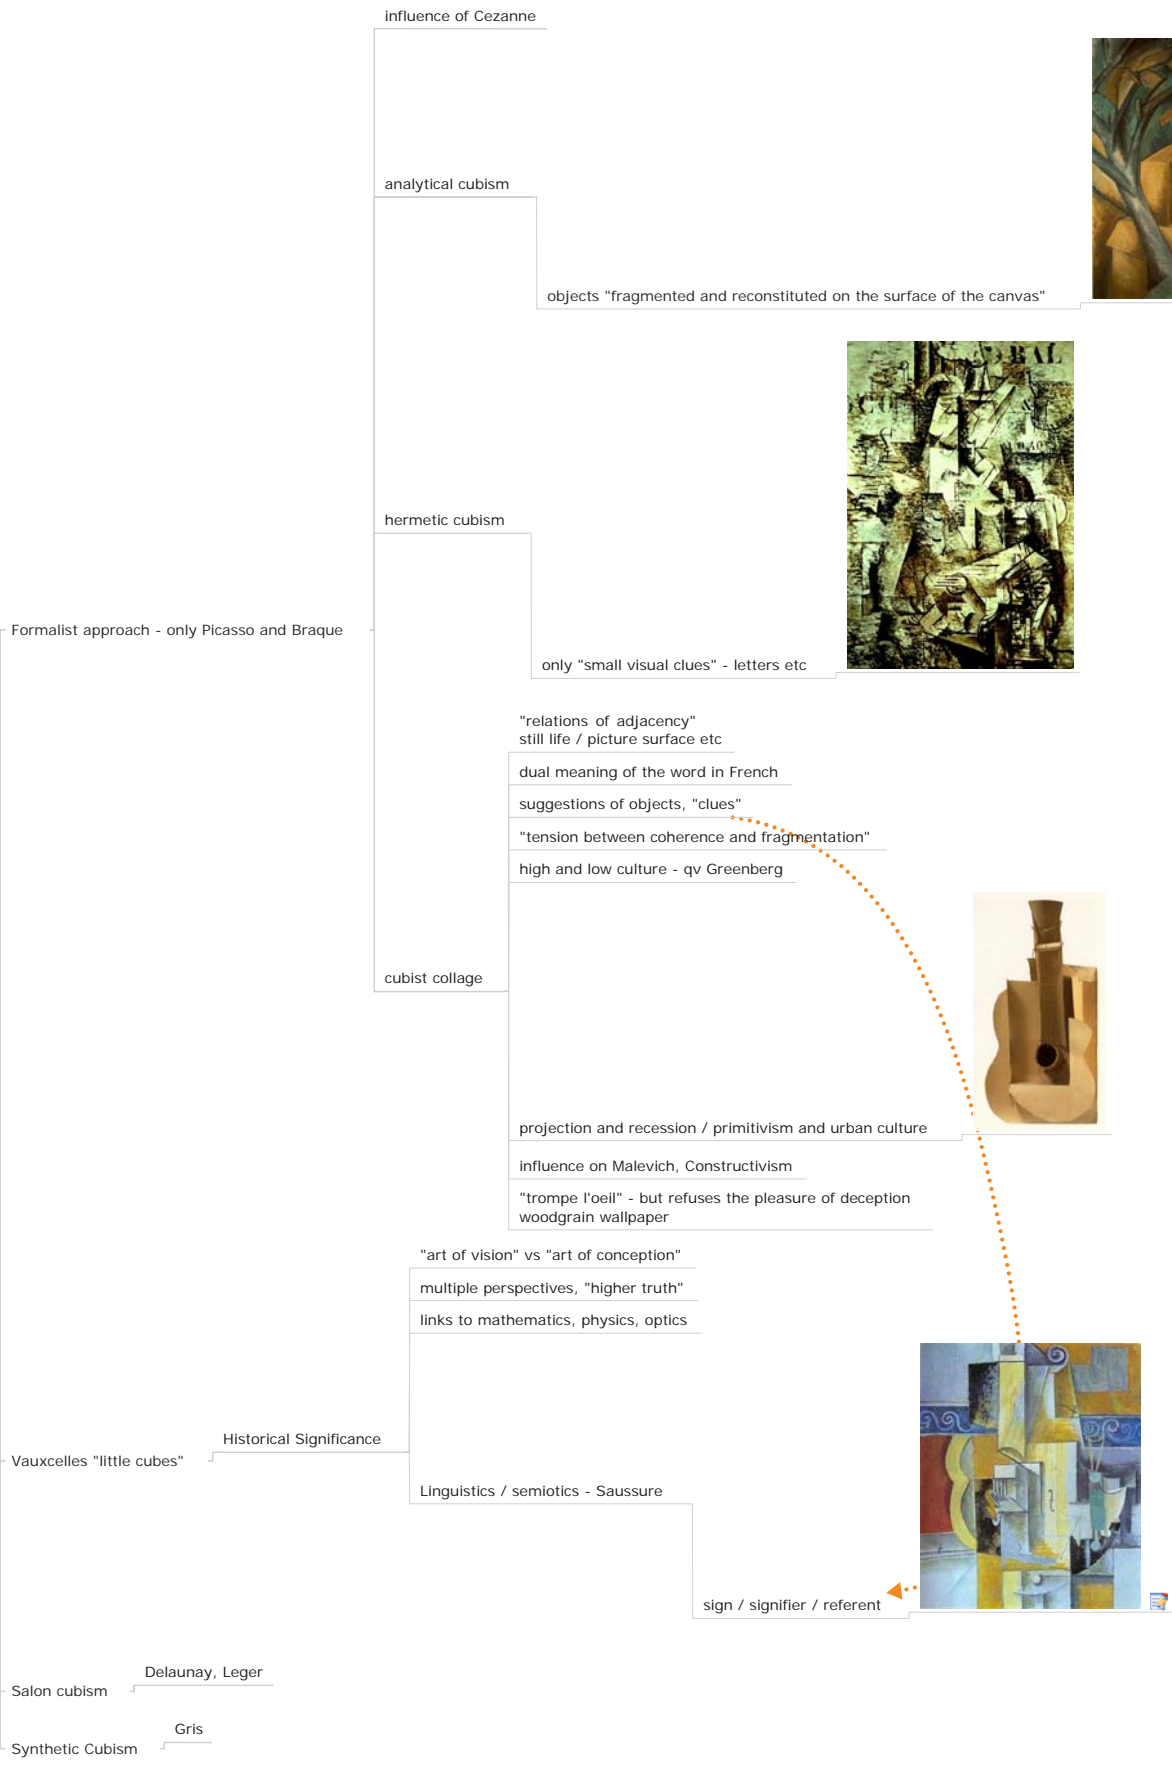 influence of Cezanne
analytical cubism
objects "fragmented and reconstituted on the surface of the canvas"
BAL
&
hermetic cubism
Formalist approach - only Picasso and Braque
only "small visual clues" - letters etc
"relations of adjacency"
still life / picture surface etc
dual meaning of the word in French
suggestions of objects, "clues"
"tension between coherence and fragmentation"
high and low culture - qv Greenberg
cubist collage
projection and recession / primitivism and urban culture
influence on Malevich, Constructivism
"trompe l'oeil" - but refuses the pleasure of deception
woodgrain wallpaper
"art of vision" vs "art of conception"
multiple perspectives, "higher truth"
links to mathematics, physics, optics
Historical Significance
Vauxcelles "little cubes"
Linguistics / semiotics - Saussure
sign / signifier / referent
Delaunay, Leger
Salon cubism
Gris
Synthetic Cubism